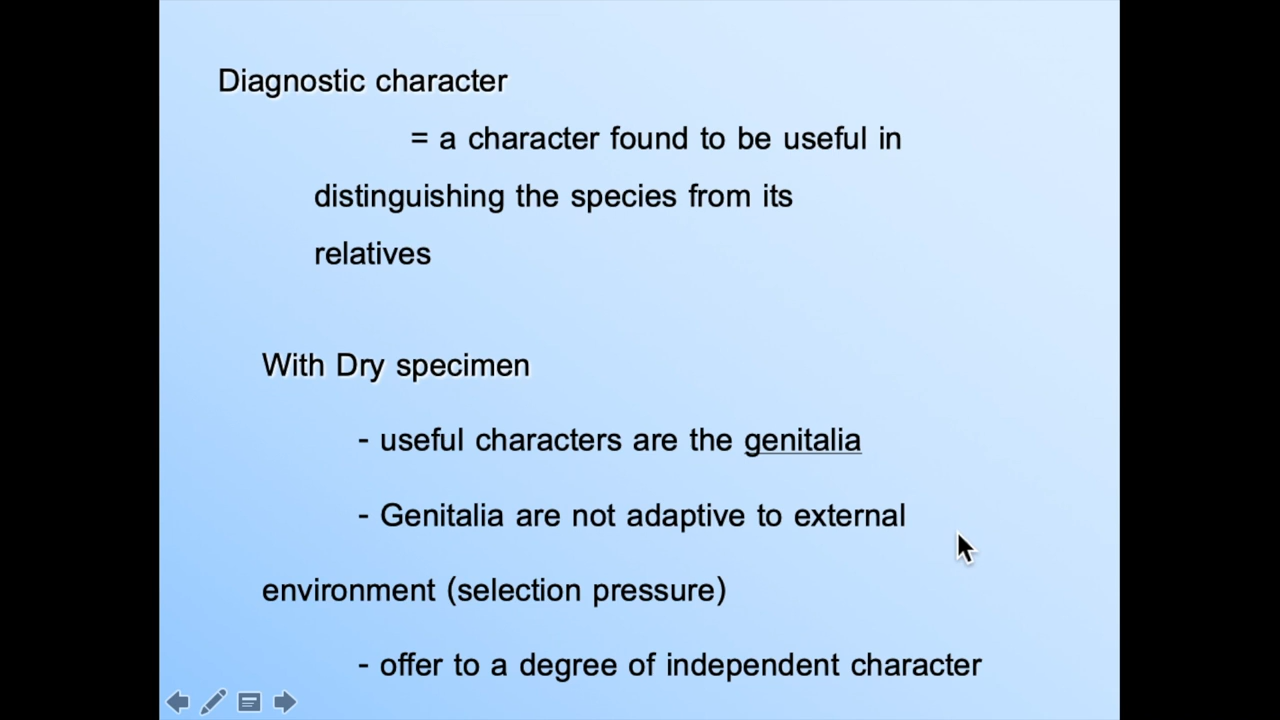 Diagnostic character
= a character found to be useful in
distinguishing the species from its
relatives
With Dry specimen
- useful characters are the genitalia
- Genitalia are not adaptive to external
environment (selection pressure)
- offer to a degree of independent character